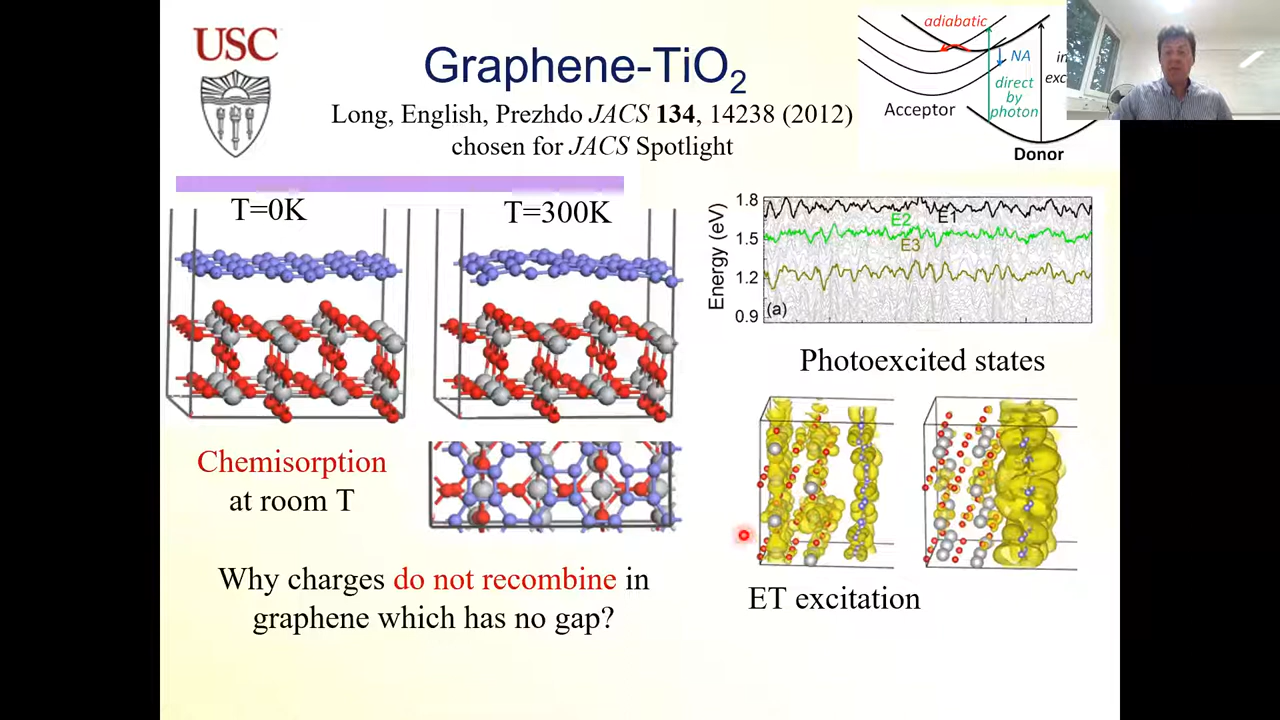 USC
Graphene-TiO2
Long, English, Prezhdo JACS 134, 14238 (2012)
chosen for JACS Spotlight
adiabatic
NA
direct
by
photon
Acceptor
Donor
T=0K
T=300K
Chemisorption
at room T
Why charges do not recombine in
graphene which has no gap?
Energy (eV)
1.8
1.5
1.2
0.9
E1
E2
E3
(a)
Photoexcited states
ET excitation